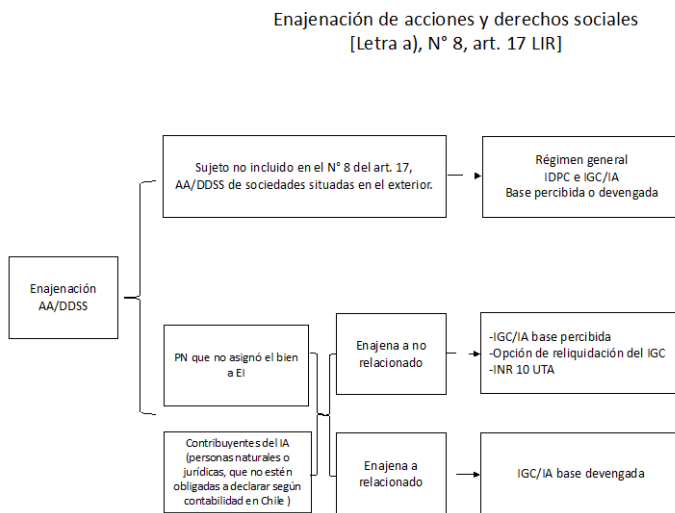 Enajenación de acciones y derechos sociales
[Letra a), N° 8, art. 17 LIR]
Sujeto no incluido en el N° 8 del art. 17,
AA/DDSS de sociedades situadas en el exterior.
Régimen general
IDPC e IGC/IA
Base percibida o devengada
Enajenación
AA/DDSS
PN que no asignó el bien
a EI
Enajena a no
relacionado
-IGC/IA base percibida
-Opción de reliquidación del IGC
-INR 10 UTA
Contribuyentes del IA
(personas naturales o
jurídicas, que no estén
obligadas a declarar según
contabilidad en Chile )
Enajena a
relacionado
IGC/IA base devengada